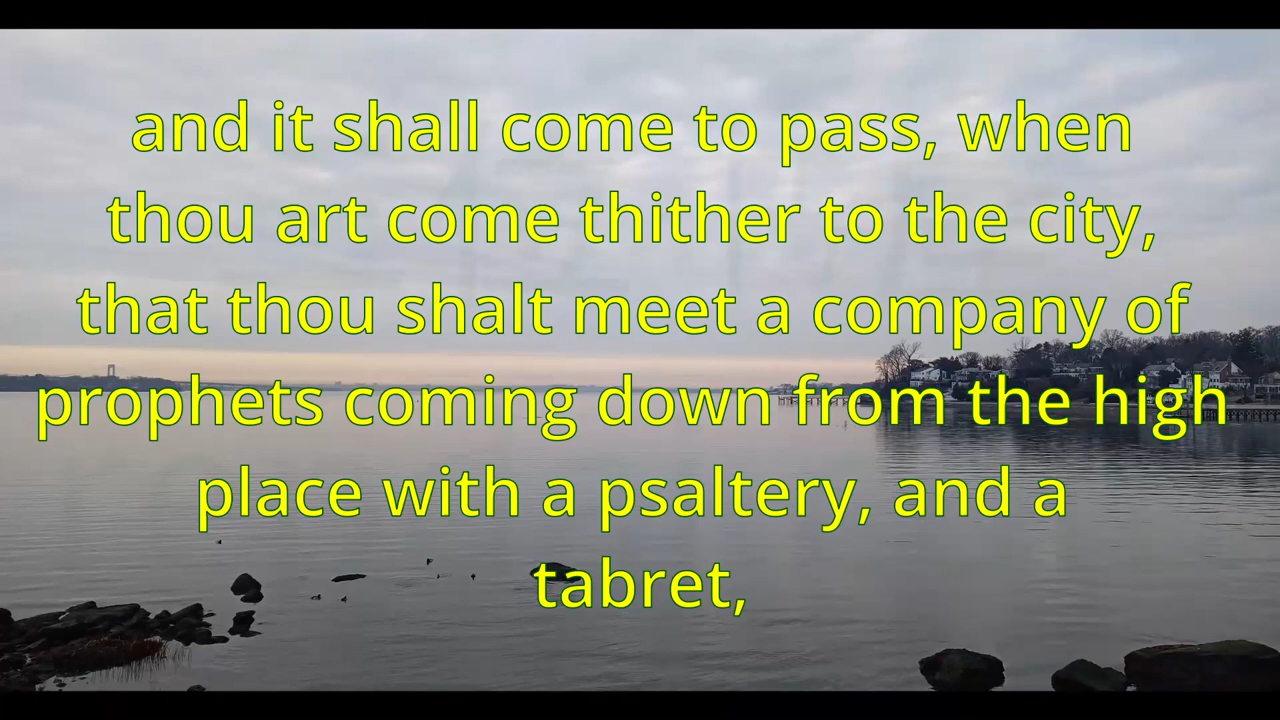 and it shall come to pass, when
thou art come thither to the city,
that thou shalt meet a company of
prophets coming down from the high
place with a psaltery, and a
tabret,